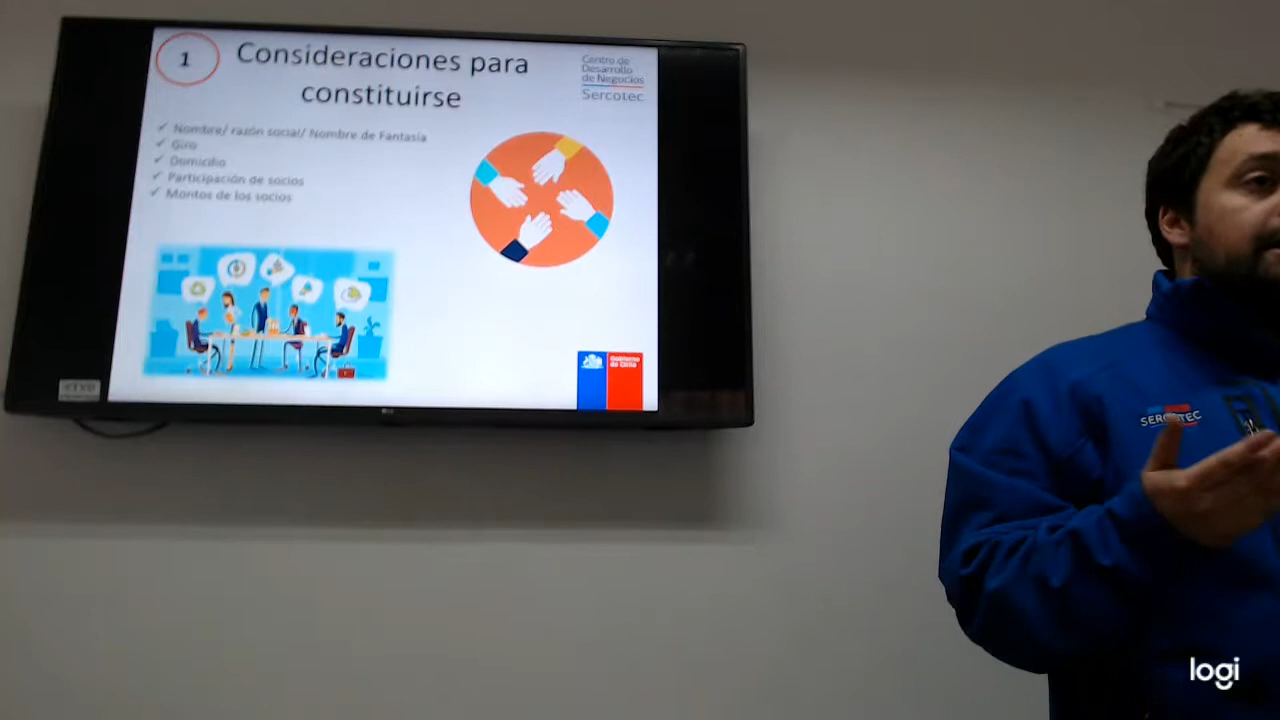 1
Consideraciones para
constituirse
Centro de
Desarrollo
de Negocios
Sercotec
✓ Nombre/ razón social/ Nombre de Fantasía
✓ Giro
✓ Domicilio
✓ Participación de socios
✓ Montos de los socios
Gobierno
de Chile
LG
SERCOTEC
logi